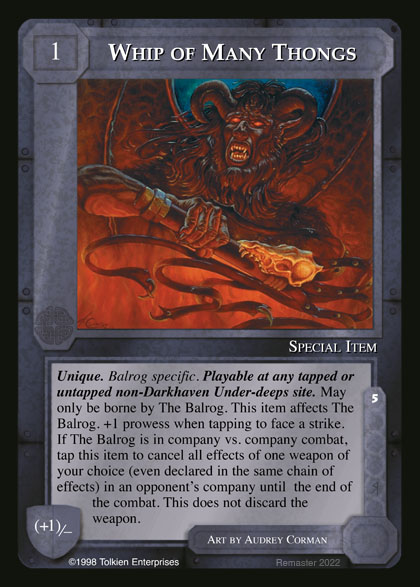 1
Whip of Many Thongs
Special Item
Unique. Balrog specific. Playable at any tapped or
untapped non-Darkhaven Under-deeps site. May
only be borne by The Balrog. This item affects The
Balrog. +1 prowess when tapping to face a strike.
If The Balrog is in company vs. company combat,
tap this item to cancel all effects of one weapon of
your choice (even declared in the same chain of
effects) in an opponent's company until the end of
the combat. This does not discard the
weapon.
5
(+1)/–
Art by Audrey Corman
©1998 Tolkien Enterprises
Remaster 2022